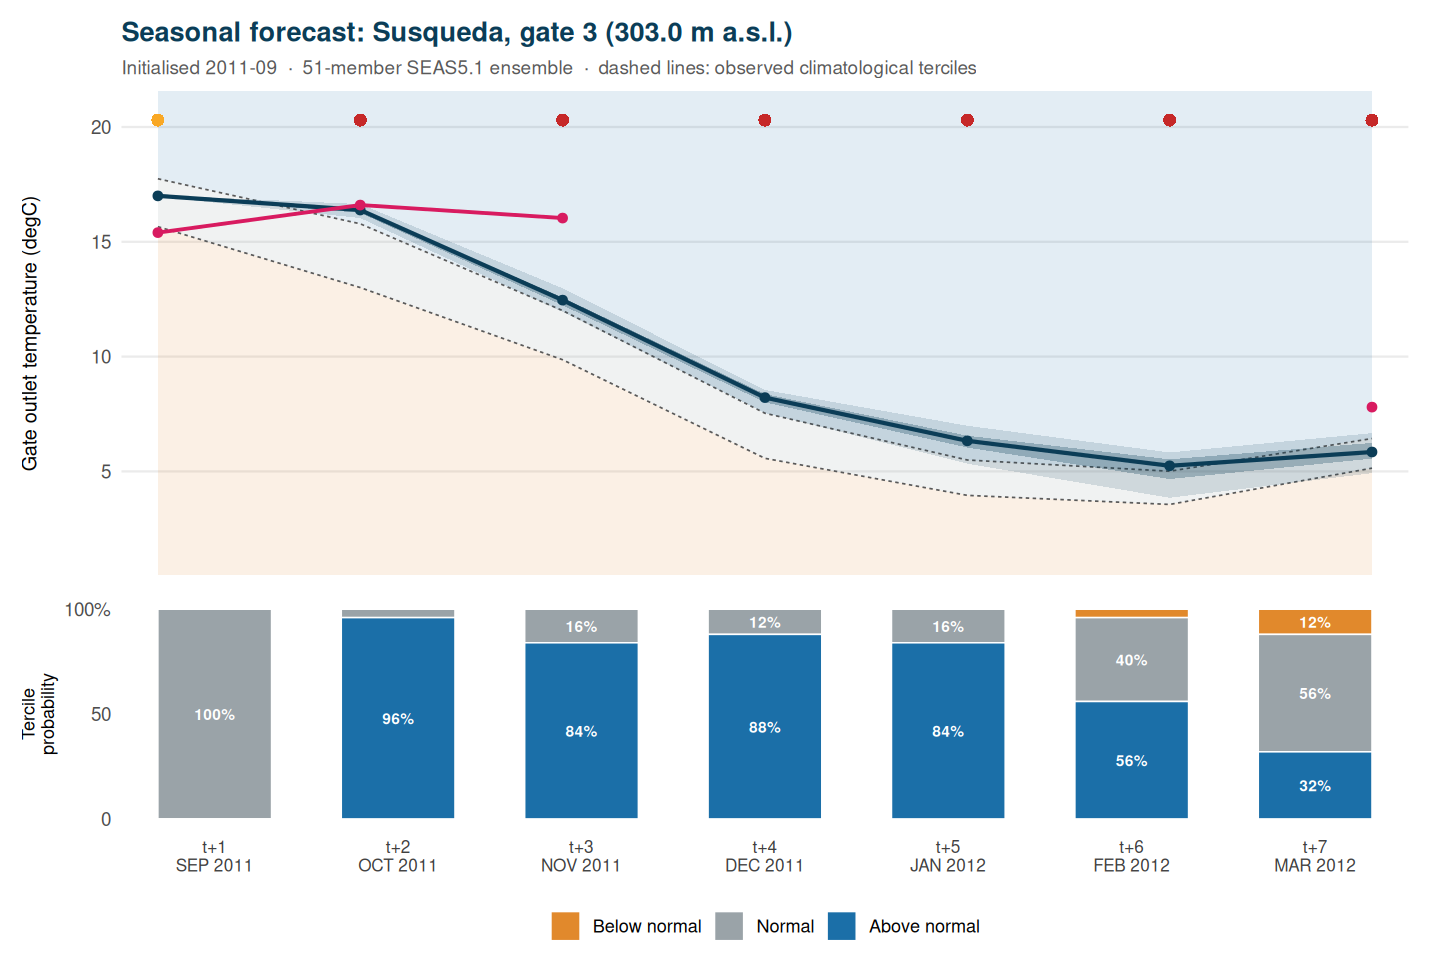 Seasonal forecast: Susqueda, gate 3 (303.0 m a.s.l.)
Initialised 2011-09 · 51-member SEAS5.1 ensemble · dashed lines: observed climatological terciles
Gate outlet temperature (degC)
20
15
10
5
Tercile
probability
100%
50
0
100%
96%
16%
84%
12%
88%
16%
84%
40%
56%
12%
56%
32%
t+1
SEP 2011
t+2
OCT 2011
t+3
NOV 2011
t+4
DEC 2011
t+5
JAN 2012
t+6
FEB 2012
t+7
MAR 2012
Below normal
Normal
Above normal